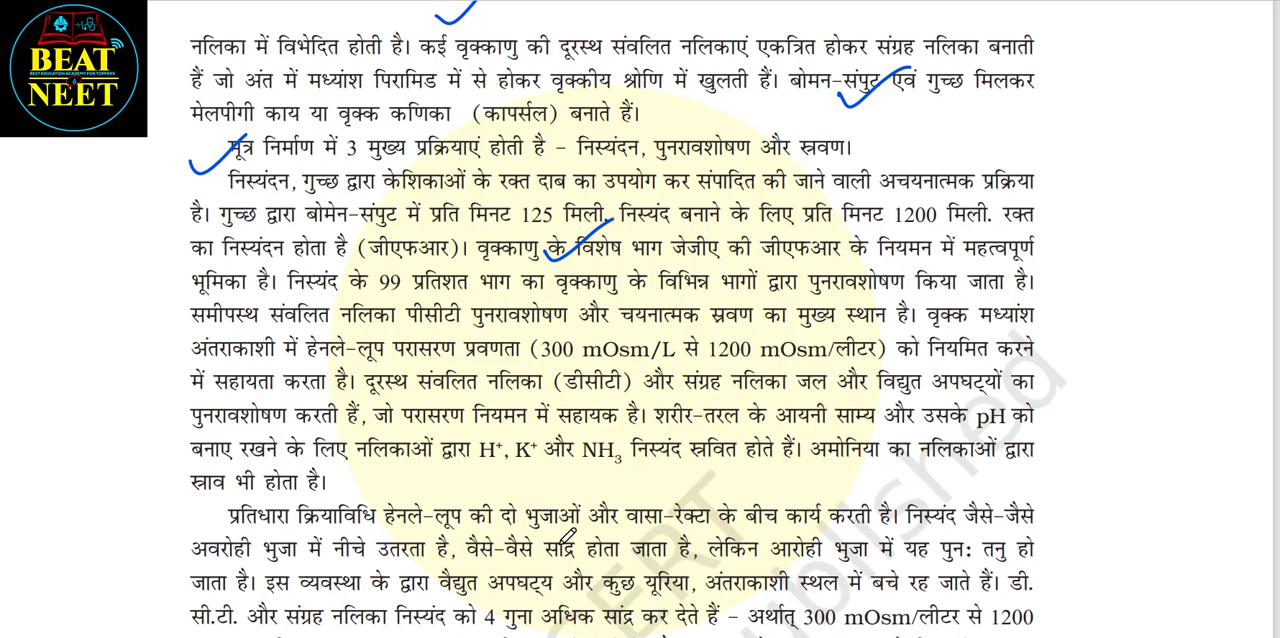 BEAT
BEST EDUCATION ACADEMY FOR TOPPERS
NEET
नलिका में विभेदित होती है। कई वृक्काणु की दूरस्थ संवलित नलिकाएं एकत्रित होकर संग्रह नलिका बनाती
हैं जो अंत में मध्यांश पिरामिड में से होकर वृक्कीय श्रोणि में खुलती हैं। बोमन-संपुट एवं गुच्छ मिलकर
मेलपीगी काय या वृक्क कणिका (कापर्सल) बनाते हैं।
मूत्र निर्माण में 3 मुख्य प्रक्रियाएं होती है – निस्यंदन, पुनरावशोषण और स्रवण।
निस्यंदन, गुच्छ द्वारा केशिकाओं के रक्त दाब का उपयोग कर संपादित की जाने वाली अचयनात्मक प्रक्रिया
है। गुच्छ द्वारा बोमेन-संपुट में प्रति मिनट 125 मिली. निस्यंद बनाने के लिए प्रति मिनट 1200 मिली. रक्त
का निस्यंदन होता है (जीएफआर)। वृक्काणु के विशेष भाग जेजीए की जीएफआर के नियमन में महत्वपूर्ण
भूमिका है। निस्यंद के 99 प्रतिशत भाग का वृक्काणु के विभिन्न भागों द्वारा पुनरावशोषण किया जाता है।
समीपस्थ संवलित नलिका पीसीटी पुनरावशोषण और चयनात्मक स्रवण का मुख्य स्थान है। वृक्क मध्यांश
अंतराकाशी में हेनले-लूप परासरण प्रवणता (300 mOsm/L से 1200 mOsm/लीटर) को नियमित करने
में सहायता करता है। दूरस्थ संवलित नलिका (डीसीटी) और संग्रह नलिका जल और विद्युत अपघट्यों का
पुनरावशोषण करती हैं, जो परासरण नियमन में सहायक है। शरीर-तरल के आयनी साम्य और उसके pH को
बनाए रखने के लिए नलिकाओं द्वारा H⁺, K⁺ और NH₃ निस्यंद स्रवित होते हैं। अमोनिया का नलिकाओं द्वारा
स्राव भी होता है।
प्रतिधारा क्रियाविधि हेनले-लूप की दो भुजाओं और वासा-रेक्टा के बीच कार्य करती है। निस्यंद जैसे-जैसे
अवरोही भुजा में नीचे उतरता है, वैसे-वैसे सांद्र होता जाता है, लेकिन आरोही भुजा में यह पुन: तनु हो
जाता है। इस व्यवस्था के द्वारा वैद्युत अपघट्य और कुछ यूरिया, अंतराकाशी स्थल में बचे रह जाते हैं। डी.
सी.टी. और संग्रह नलिका निस्यंद को 4 गुना अधिक सांद्र कर देते हैं – अर्थात् 300 mOsm/लीटर से 1200